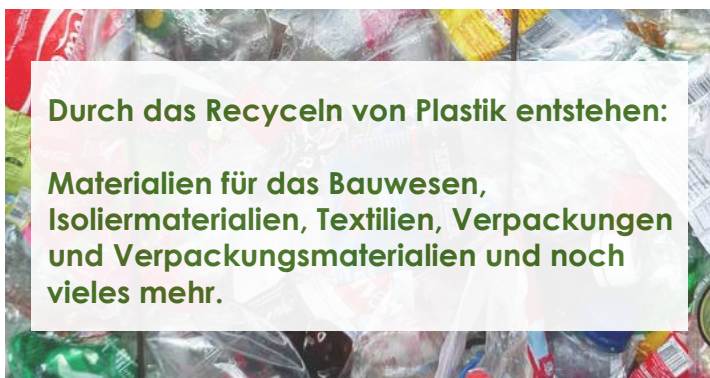 Durch das Recyceln von Plastik entstehen:
Materialien für das Bauwesen,
Isoliermaterialien, Textilien, Verpackungen
und Verpackungsmaterialien und noch
vieles mehr.